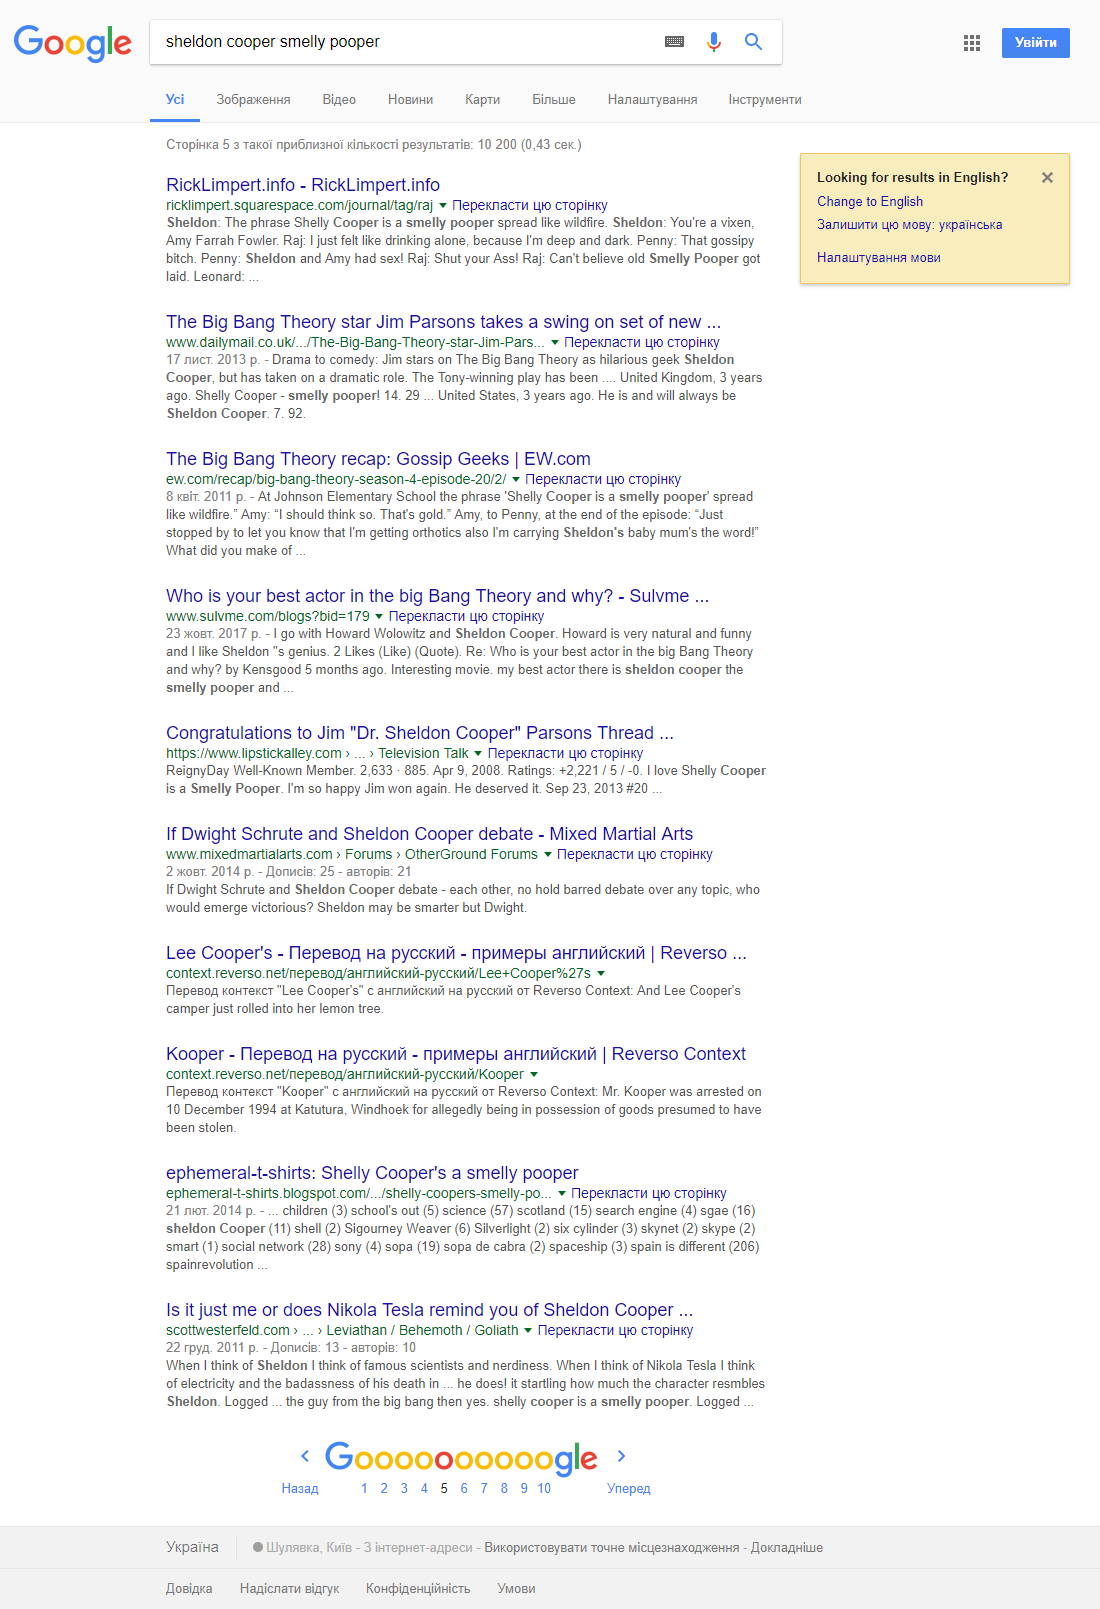 Google
sheldon cooper smelly pooper
Увійти
Усі Зображення Відео Новини Карти Більше Налаштування Інструменти
Сторінка 5 з такої приблизної кількості результатів: 10 200 (0,43 сек.)
RickLimpert.info - RickLimpert.info
ricklimpert.squarespace.com/journal/tag/raj Перекласти цю сторінку
Sheldon: The phrase Shelly Cooper is a smelly pooper spread like wildfire. Sheldon: You're a vixen,
Amy Farrah Fowler. Raj: I just felt like drinking alone, because I'm deep and dark. Penny: That gossipy
bitch. Penny: Sheldon and Amy had sex! Raj: Shut your Ass! Raj: Can't believe old Smelly Pooper got
laid. Leonard: ...
The Big Bang Theory star Jim Parsons takes a swing on set of new ...
www.dailymail.co.uk/.../The-Big-Bang-Theory-star-Jim-Pars... Перекласти цю сторінку
17 лист. 2013 р. - Drama to comedy: Jim stars on The Big Bang Theory as hilarious geek Sheldon
Cooper, but has taken on a dramatic role. The Tony-winning play has been .... United Kingdom, 3 years
ago. Shelly Cooper - smelly pooper! 14. 29 ... United States, 3 years ago. He is and will always be
Sheldon Cooper. 7. 92.
The Big Bang Theory recap: Gossip Geeks | EW.com
ew.com/recap/big-bang-theory-season-4-episode-20/2/ Перекласти цю сторінку
8 квіт. 2011 р. - At Johnson Elementary School the phrase 'Shelly Cooper is a smelly pooper' spread
like wildfire.” Amy: “I should think so. That's gold.” Amy, to Penny, at the end of the episode: “Just
stopped by to let you know that I'm getting orthotics also I'm carrying Sheldon's baby mum's the word!”
What did you make of ...
Who is your best actor in the big Bang Theory and why? - Sulvme ...
www.sulvme.com/blogs?bid=179 Перекласти цю сторінку
23 жовт. 2017 р. - I go with Howard Wolowitz and Sheldon Cooper. Howard is very natural and funny
and I like Sheldon "s genius. 2 Likes (Like) (Quote). Re: Who is your best actor in the big Bang Theory
and why? by Kensgood 5 months ago. Interesting movie. my best actor there is sheldon cooper the
smelly pooper and ...
Congratulations to Jim "Dr. Sheldon Cooper" Parsons Thread ...
https://www.lipstickalley.com › ... › Television Talk Перекласти цю сторінку
ReignyDay Well-Known Member. 2,633 · 885. Apr 9, 2008. Ratings: +2,221 / 5 / -0. I love Shelly Cooper
is a Smelly Pooper. I'm so happy Jim won again. He deserved it. Sep 23, 2013 #20 ...
If Dwight Schrute and Sheldon Cooper debate - Mixed Martial Arts
www.mixedmartialarts.com › Forums › OtherGround Forums Перекласти цю сторінку
2 жовт. 2014 р. - Дописів: 25 - авторів: 21
If Dwight Schrute and Sheldon Cooper debate - each other, no hold barred debate over any topic, who
would emerge victorious? Sheldon may be smarter but Dwight.
Lee Cooper's - Перевод на русский - примеры английский | Reverso ...
context.reverso.net/перевод/английский-русский/Lee+Cooper%27s
Перевод контекст "Lee Cooper's" c английский на русский от Reverso Context: And Lee Cooper's
camper just rolled into her lemon tree.
Kooper - Перевод на русский - примеры английский | Reverso Context
context.reverso.net/перевод/английский-русский/Kooper
Перевод контекст "Kooper" c английский на русский от Reverso Context: Mr. Kooper was arrested on
10 December 1994 at Katutura, Windhoek for allegedly being in possession of goods presumed to have
been stolen.
ephemeral-t-shirts: Shelly Cooper's a smelly pooper
ephemeral-t-shirts.blogspot.com/.../shelly-coopers-smelly-po... Перекласти цю сторінку
21 лют. 2014 р. - ... children (3) school's out (5) science (57) scotland (15) search engine (4) sgae (16)
sheldon Cooper (11) shell (2) Sigourney Weaver (6) Silverlight (2) six cylinder (3) skynet (2) skype (2)
smart (1) social network (28) sony (4) sopa (19) sopa de cabra (2) spaceship (3) spain is different (206)
spainrevolution ...
Is it just me or does Nikola Tesla remind you of Sheldon Cooper ...
scottwesterfeld.com › ... › Leviathan / Behemoth / Goliath Перекласти цю сторінку
22 груд. 2011 р. - Дописів: 13 - авторів: 10
When I think of Sheldon I think of famous scientists and nerdiness. When I think of Nikola Tesla I think
of electricity and the badassness of his death in ... he does! it startling how much the character resmbles
Sheldon. Logged ... the guy from the big bang then yes. shelly cooper is a smelly pooper. Logged ...
Looking for results in English?
Change to English
Залишити цю мову: українська
Налаштування мови
Goooooooooogle
Назад 1 2 3 4 5 6 7 8 9 10 Уперед
Україна Шулявка, Київ - З інтернет-адреси - Використовувати точне місцезнаходження - Докладніше
Довідка Надіслати відгук Конфіденційність Умови